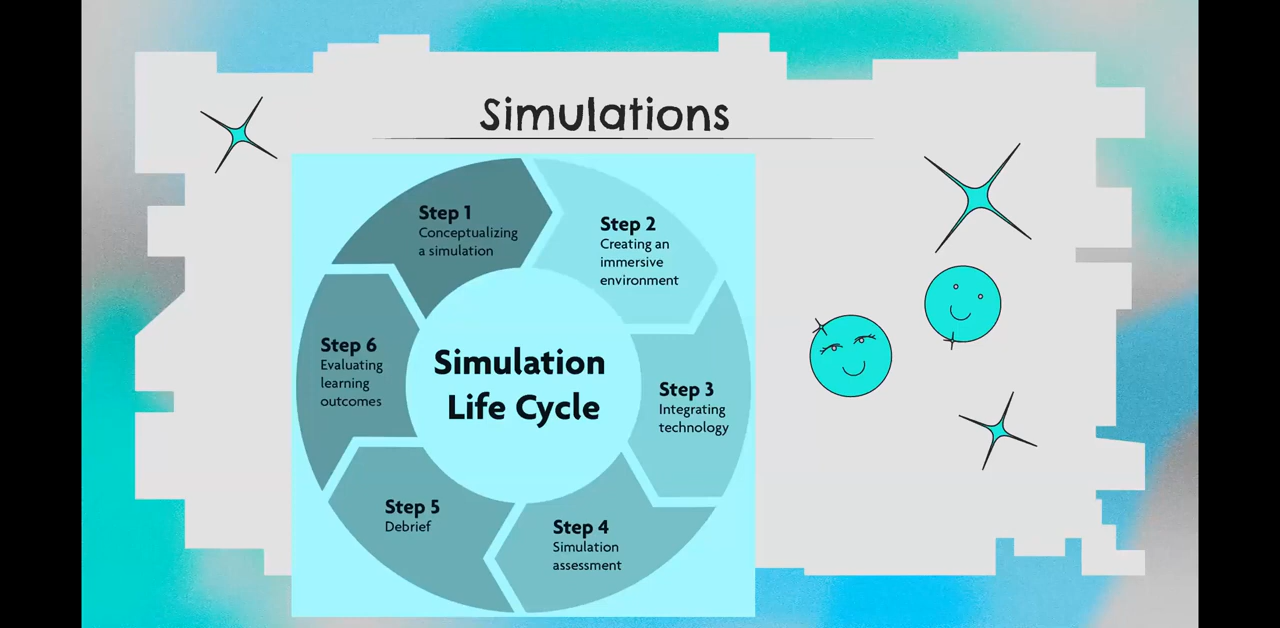 Simulations
Step 1
Conceptualizing
a simulation
Step 2
Creating an
immersive
environment
Step 3
Integrating
technology
Step 4
Simulation
assessment
Step 5
Debrief
Step 6
Evaluating
learning
outcomes
Simulation
Life Cycle